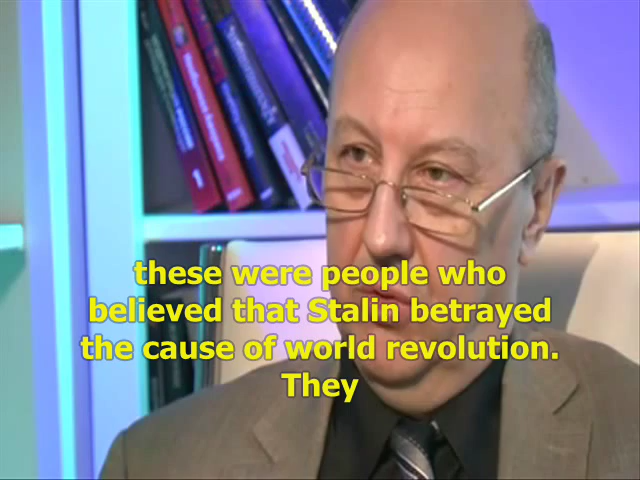 these were people who
believed that Stalin betrayed
the cause of world revolution.
They